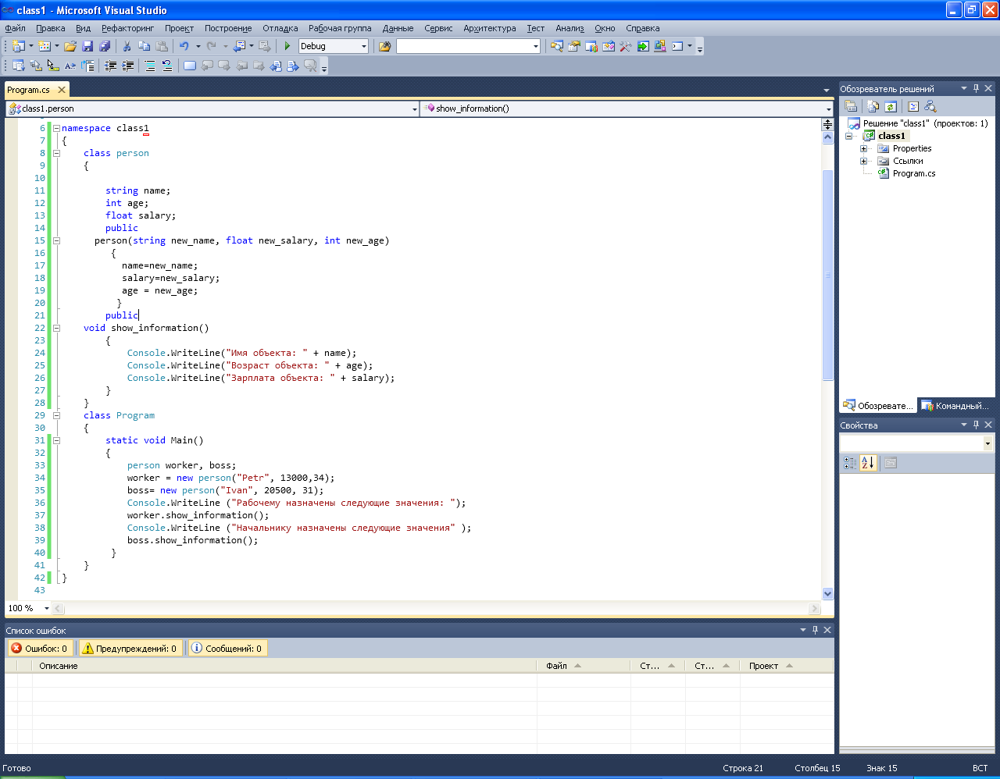 class1 - Microsoft Visual Studio
Файл Правка Вид Рефакторинг Проект Построение Отладка Рабочая группа Данные Сервис Архитектура Тест Анализ Окно Справка
Debug
Program.cs
class1.person show_information()
6 namespace class1
7 {
8 class person
9 {
10
11 string name;
12 int age;
13 float salary;
14 public
15 person(string new_name, float new_salary, int new_age)
16 {
17 name=new_name;
18 salary=new_salary;
19 age = new_age;
20 }
21 public
22 void show_information()
23 {
24 Console.WriteLine("Имя объекта: " + name);
25 Console.WriteLine("Возраст объекта: " + age);
26 Console.WriteLine("Зарплата объекта: " + salary);
27 }
28 }
29 class Program
30 {
31 static void Main()
32 {
33 person worker, boss;
34 worker = new person("Petr", 13000,34);
35 boss= new person("Ivan", 20500, 31);
36 Console.WriteLine ("Рабочему назначены следующие значения: ");
37 worker.show_information();
38 Console.WriteLine ("Начальнику назначены следующие значения" );
39 boss.show_information();
40 }
41 }
42 }
43
100 %
Обозреватель решений
Решение "class1" (проектов: 1)
class1
Properties
Ссылки
Program.cs
Обозревате... Командный...
Свойства
Список ошибок
Ошибок: 0 Предупреждений: 0 Сообщений: 0
Описание Файл Ст... Ст... Проект
Готово Строка 21 Столбец 15 Знак 15 ВСТ